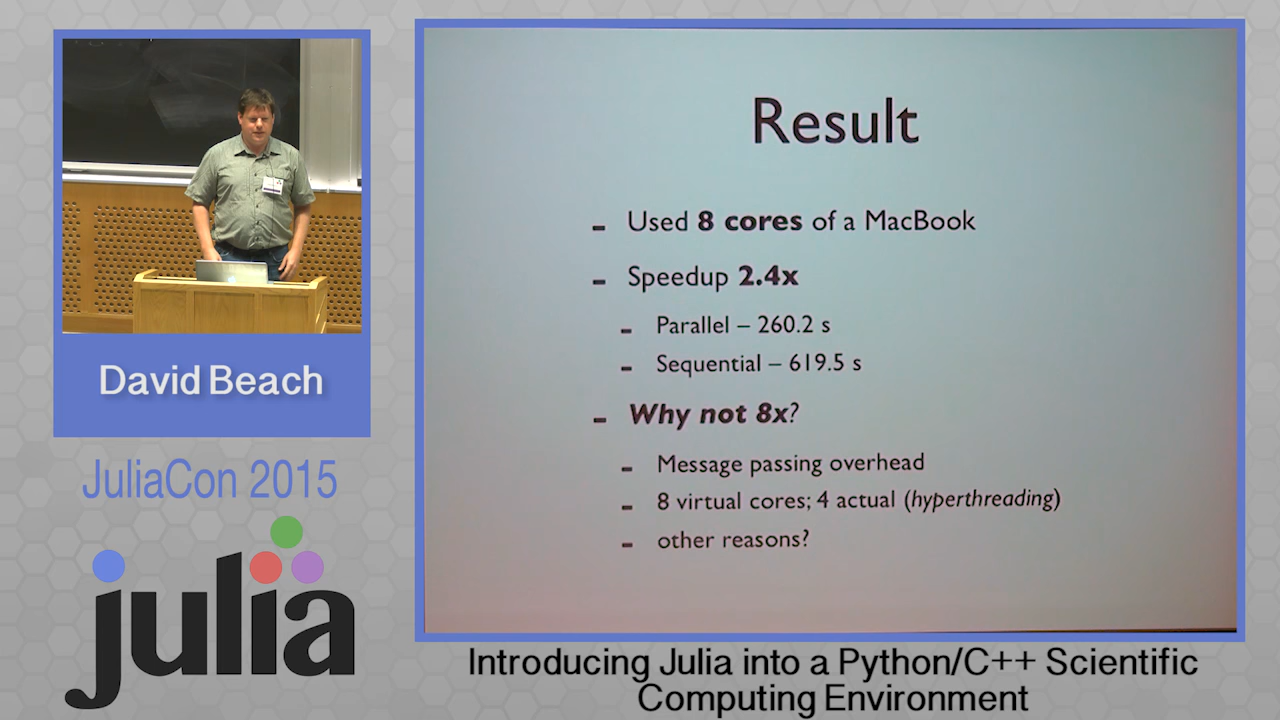 Result
Used 8 cores of a MacBook
Speedup 2.4x
Parallel – 260.2 s
Sequential – 619.5 s
Why not 8x?
Message passing overhead
8 virtual cores; 4 actual (hyperthreading)
other reasons?
David Beach
JuliaCon 2015
julia
Introducing Julia into a Python/C++ Scientific
Computing Environment